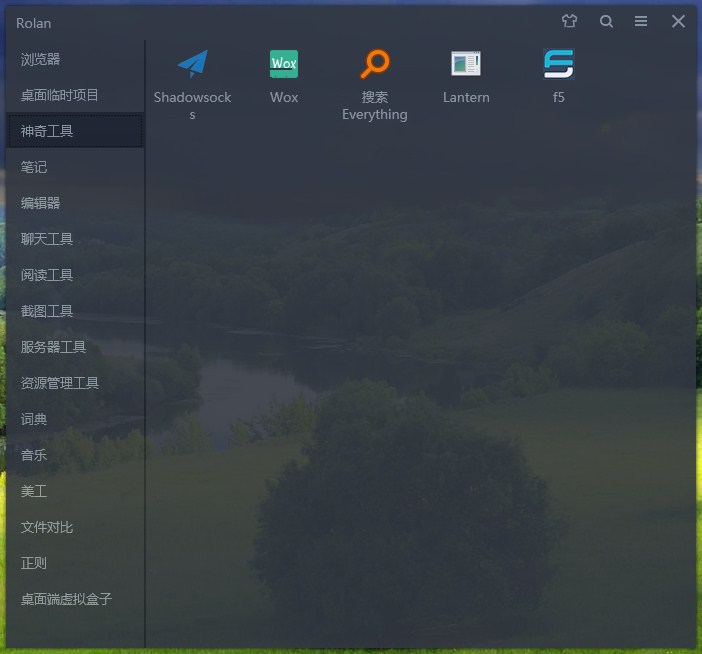 Rolan
浏览器
桌面临时项目
神奇工具
笔记
编辑器
聊天工具
阅读工具
截图工具
服务器工具
资源管理工具
词典
音乐
美工
文件对比
正则
桌面端虚拟盒子
Shadowsock
s
Wox
Wox
搜索
Everything
Lantern
f5